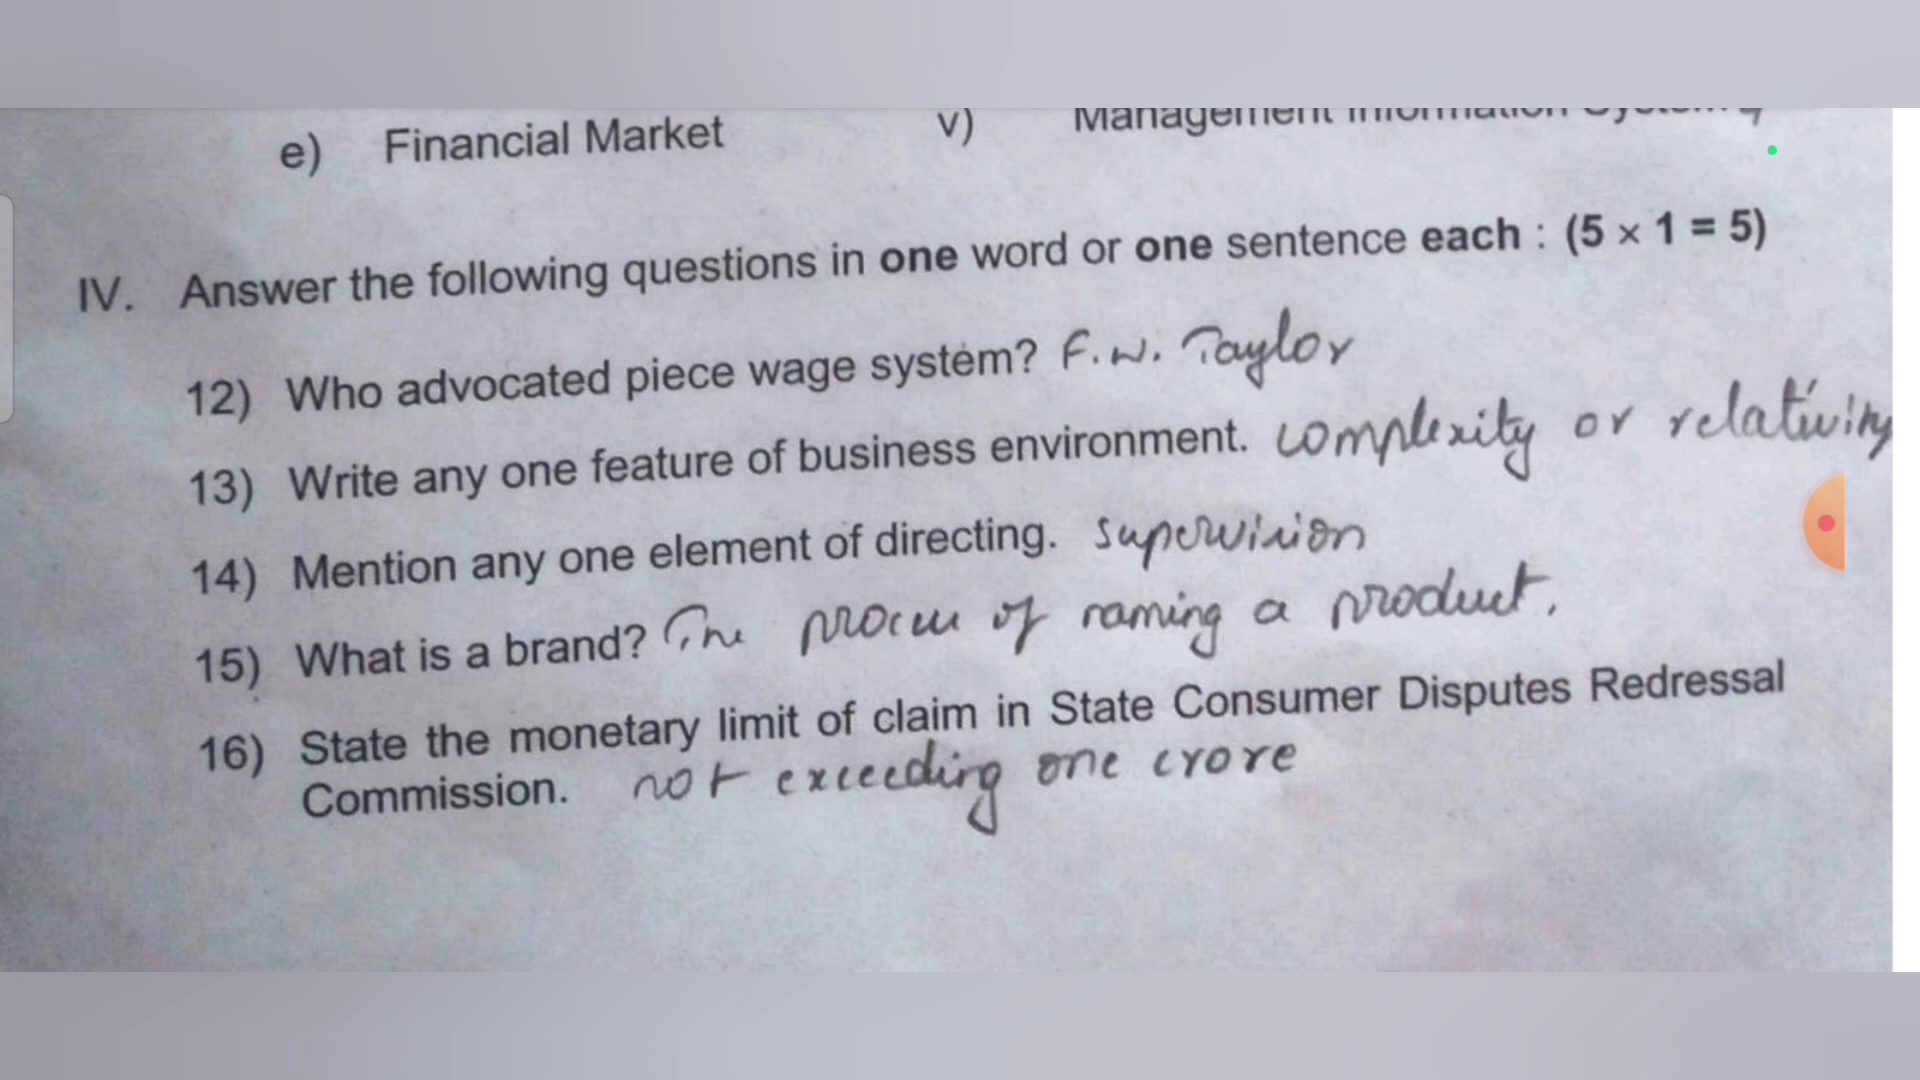 e) Financial Market v) Management Information System
IV. Answer the following questions in one word or one sentence each : (5 × 1 = 5)
12) Who advocated piece wage system? F.W. Taylor
13) Write any one feature of business environment. complexity or relativity
14) Mention any one element of directing. supervision
15) What is a brand? The process of naming a product.
16) State the monetary limit of claim in State Consumer Disputes Redressal
Commission. not exceeding one crore